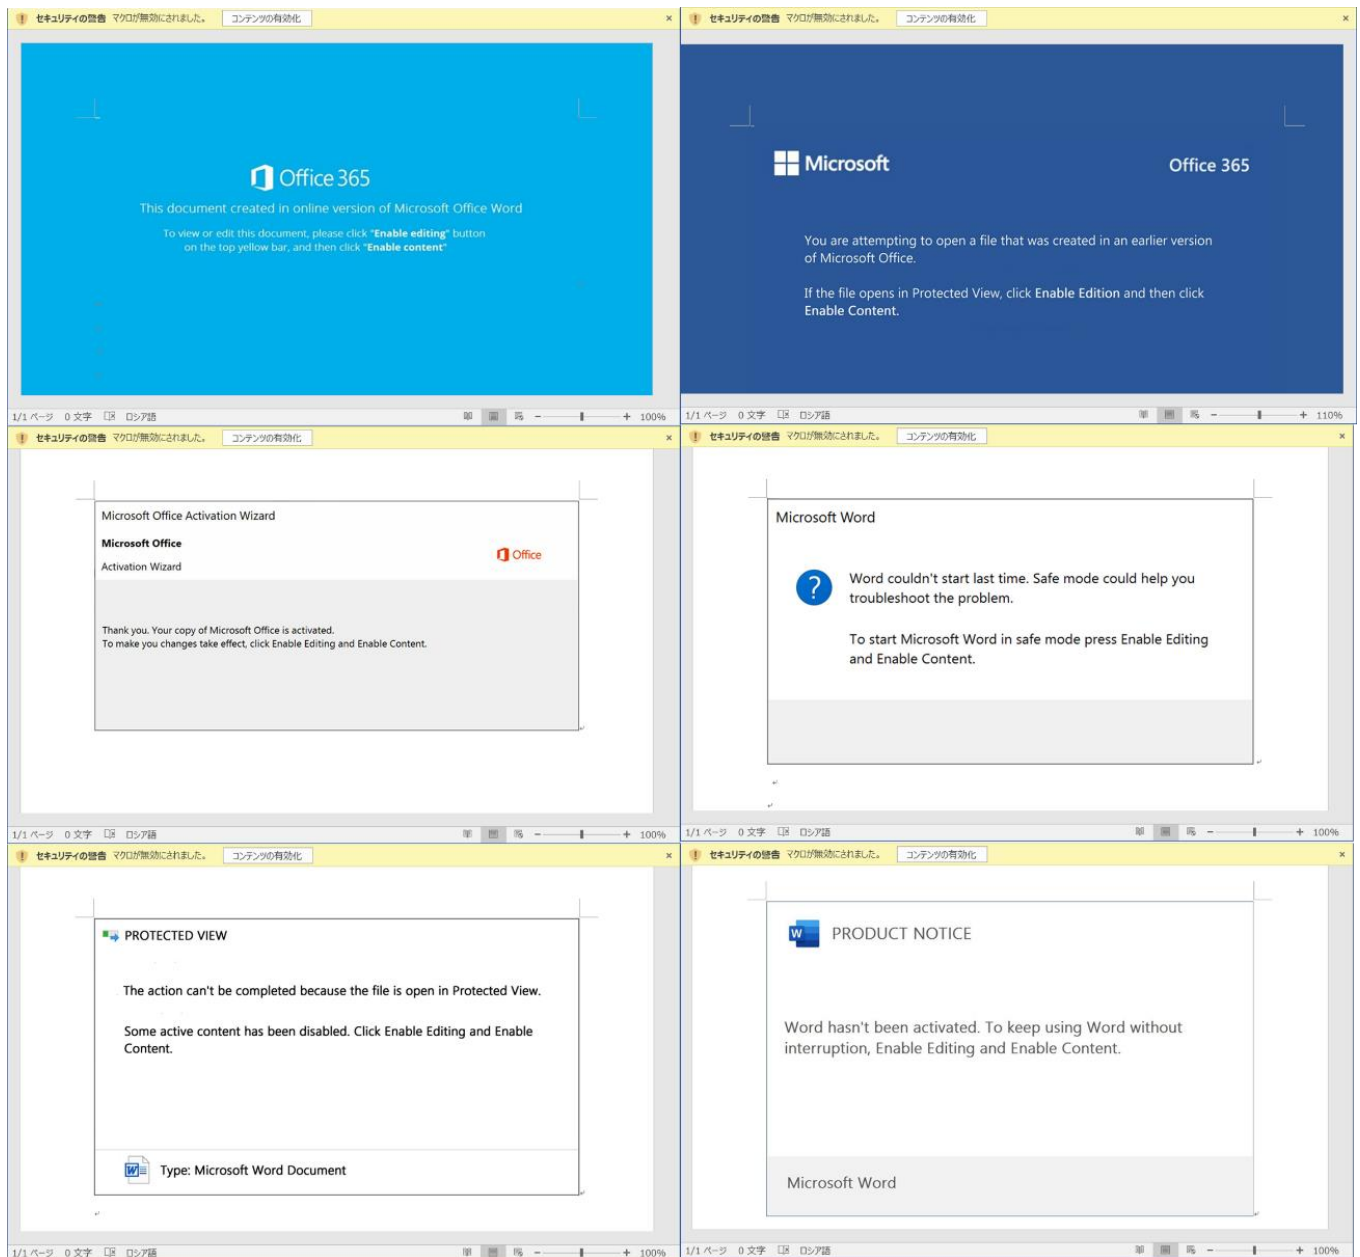 セキュリティの警告 マクロが無効にされました。 コンテンツの有効化 ×
Office 365
This document created in online version of Microsoft Office Word
To view or edit this document, please click "Enable editing" button
on the top yellow bar, and then click "Enable content"
1/1 ページ 0 文字 ロシア語 − + 100%
セキュリティの警告 マクロが無効にされました。 コンテンツの有効化 ×
Microsoft Office 365
You are attempting to open a file that was created in an earlier version
of Microsoft Office.
If the file opens in Protected View, click Enable Edition and then click
Enable Content.
1/1 ページ 0 文字 ロシア語 − + 110%
セキュリティの警告 マクロが無効にされました。 コンテンツの有効化 ×
Microsoft Office Activation Wizard
Microsoft Office
Office
Activation Wizard
Thank you. Your copy of Microsoft Office is activated.
To make you changes take effect, click Enable Editing and Enable Content.
1/1 ページ 0 文字 ロシア語 − + 100%
セキュリティの警告 マクロが無効にされました。 コンテンツの有効化 ×
Microsoft Word
? Word couldn't start last time. Safe mode could help you
troubleshoot the problem.
To start Microsoft Word in safe mode press Enable Editing
and Enable Content.
1/1 ページ 0 文字 ロシア語 − + 100%
セキュリティの警告 マクロが無効にされました。 コンテンツの有効化 ×
PROTECTED VIEW
The action can't be completed because the file is open in Protected View.
Some active content has been disabled. Click Enable Editing and Enable
Content.
W Type: Microsoft Word Document
1/1 ページ 0 文字 ロシア語 − + 100%
セキュリティの警告 マクロが無効にされました。 コンテンツの有効化 ×
W PRODUCT NOTICE
Word hasn't been activated. To keep using Word without
interruption, Enable Editing and Enable Content.
Microsoft Word
1/1 ページ 0 文字 ロシア語 − + 100%